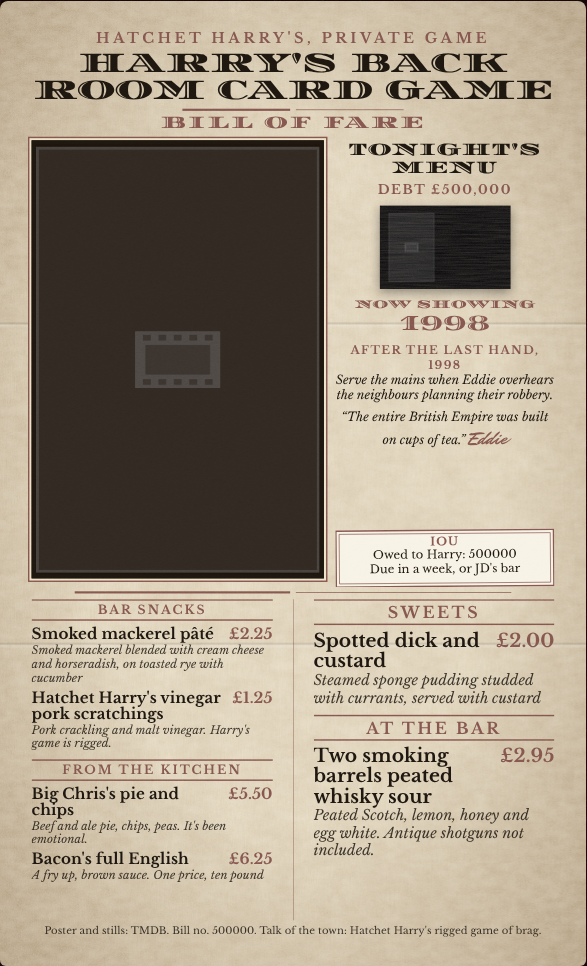 HATCHET HARRY'S, PRIVATE GAME
HARRY'S BACK
ROOM CARD GAME
BILL OF FARE
TONIGHT'S
MENU
DEBT £500,000
NOW SHOWING
1998
AFTER THE LAST HAND,
1998
Serve the mains when Eddie overhears
the neighbours planning their robbery.
“The entire British Empire was built
on cups of tea.” Eddie
IOU
Owed to Harry: 500000
Due in a week, or JD's bar
BAR SNACKS
Smoked mackerel pâté £2.25
Smoked mackerel blended with cream cheese
and horseradish, on toasted rye with
cucumber
Hatchet Harry's vinegar £1.25
pork scratchings
Pork crackling and malt vinegar. Harry's
game is rigged.
FROM THE KITCHEN
Big Chris's pie and £5.50
chips
Beef and ale pie, chips, peas. It's been
emotional.
Bacon's full English £6.25
A fry up, brown sauce. One price, ten pound
SWEETS
Spotted dick and £2.00
custard
Steamed sponge pudding studded
with currants, served with custard
AT THE BAR
Two smoking £2.95
barrels peated
whisky sour
Peated Scotch, lemon, honey and
egg white. Antique shotguns not
included.
Poster and stills: TMDB. Bill no. 500000. Talk of the town: Hatchet Harry's rigged game of brag.